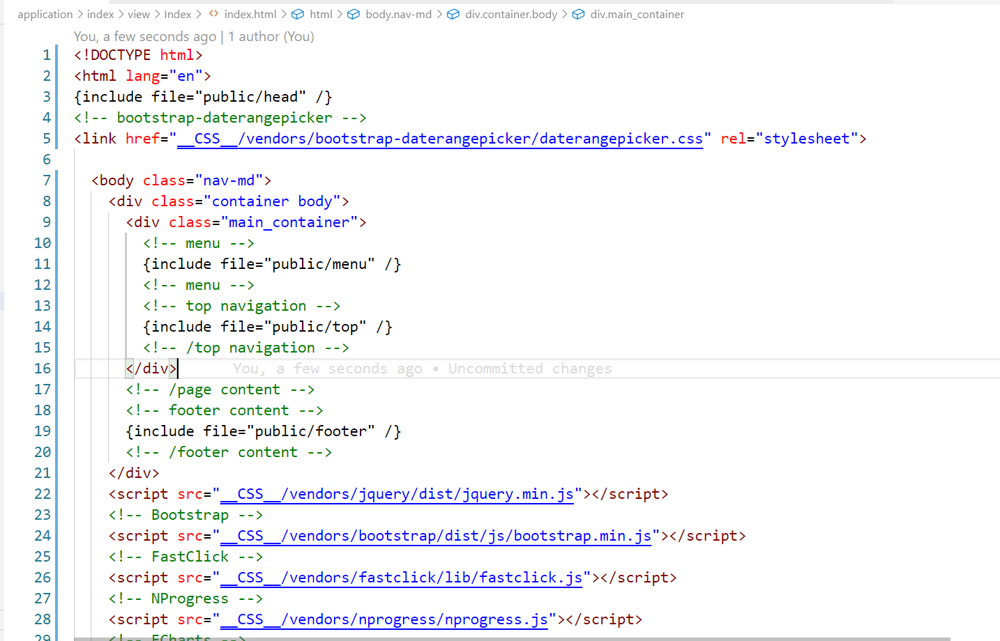 application > index > view > Index > <> index.html > html > body.nav-md > div.container.body > div.main_container
You, a few seconds ago | 1 author (You)
1 <!DOCTYPE html>
2 <html lang="en">
3 {include file="public/head" /}
4 <!-- bootstrap-daterangepicker -->
5 <link href="__CSS__/vendors/bootstrap-daterangepicker/daterangepicker.css" rel="stylesheet">
6
7 <body class="nav-md">
8 <div class="container body">
9 <div class="main_container">
10 <!-- menu -->
11 {include file="public/menu" /}
12 <!-- menu -->
13 <!-- top navigation -->
14 {include file="public/top" /}
15 <!-- /top navigation -->
16 </div> You, a few seconds ago • Uncommitted changes
17 <!-- /page content -->
18 <!-- footer content -->
19 {include file="public/footer" /}
20 <!-- /footer content -->
21 </div>
22 <script src="__CSS__/vendors/jquery/dist/jquery.min.js"></script>
23 <!-- Bootstrap -->
24 <script src="__CSS__/vendors/bootstrap/dist/js/bootstrap.min.js"></script>
25 <!-- FastClick -->
26 <script src="__CSS__/vendors/fastclick/lib/fastclick.js"></script>
27 <!-- NProgress -->
28 <script src="__CSS__/vendors/nprogress/nprogress.js"></script>
29 <!-- ECharts -->